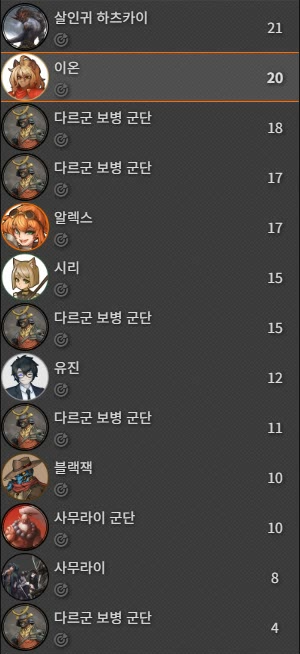 살인귀 하츠카이 21
이온 20
다르군 보병 군단 18
다르군 보병 군단 17
알렉스 17
시리 15
다르군 보병 군단 15
유진 12
다르군 보병 군단 11
블랙잭 10
사무라이 군단 10
사무라이 8
다르군 보병 군단 4